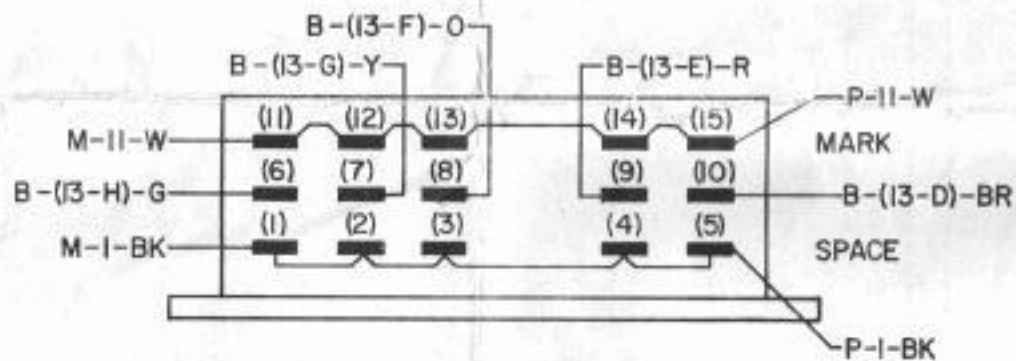 B-(13-F)-O
B-(13-G)-Y B-(13-E)-R
P-11-W
(11) (12) (13) (14) (15)
M-11-W MARK
(6) (7) (8) (9) (10)
B-(13-H)-G B-(13-D)-BR
(1) (2) (3) (4) (5)
M-1-BK SPACE
P-1-BK